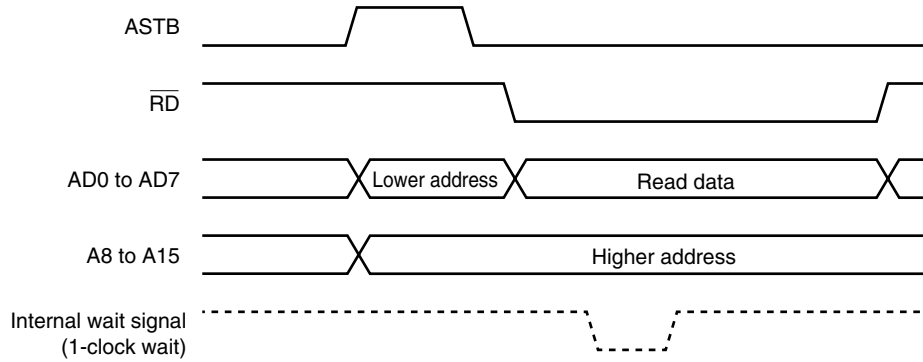 ASTB
RD
AD0 to AD7
Lower address
Read data
A8 to A15
Higher address
Internal wait signal
(1-clock wait)